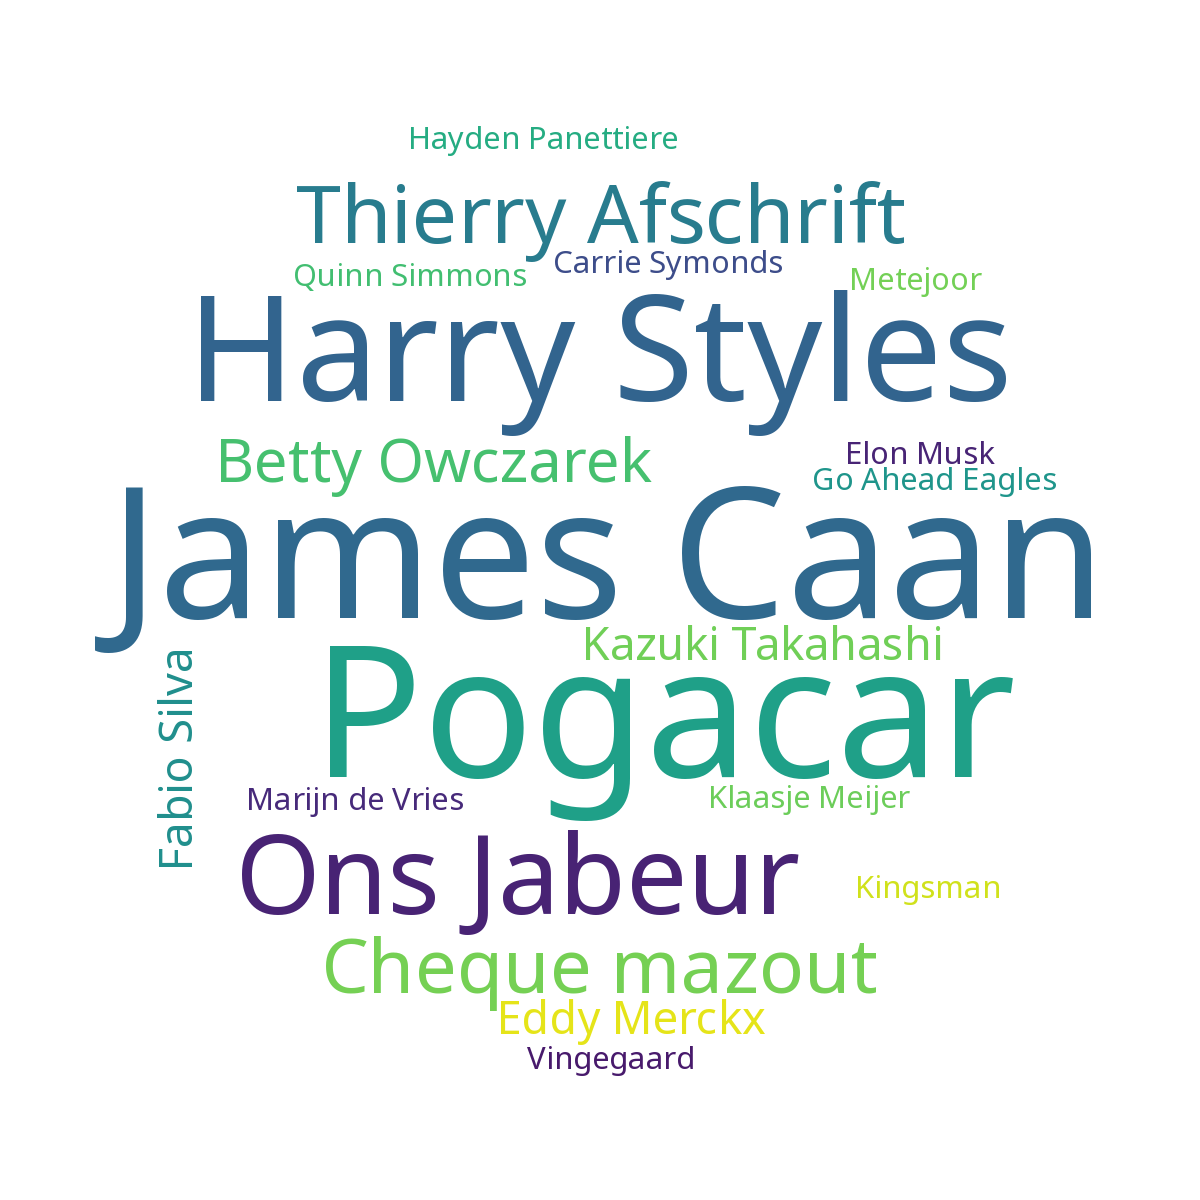 Hayden Panettiere
Thierry Afschrift
Carrie Symonds
Quinn Simmons
Metejoor
Harry Styles
Betty Owczarek
Elon Musk
Go Ahead Eagles
James Caan
Kazuki Takahashi
Fabio Silva
Pogacar
Marijn de Vries
Klaasje Meijer
Ons Jabeur
Kingsman
Cheque mazout
Eddy Merckx
Vingegaard